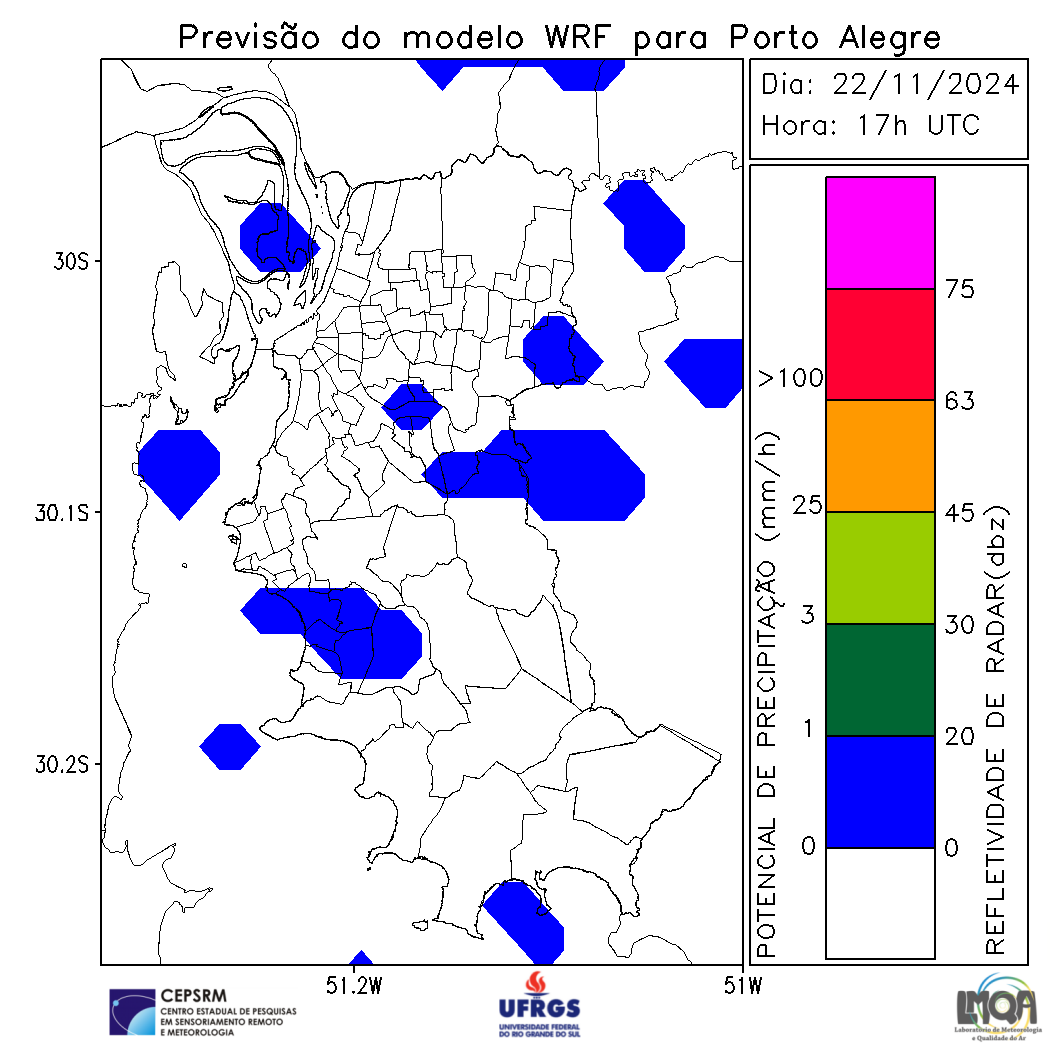 Previsão do modelo WRF para Porto Alegre
Dia: 22/11/2024
Hora: 17h UTC
30S
30.1S
30.2S
51.2W
51W
POTENCIAL DE PRECIPITAÇÃO (mm/h)
>100
25
3
1
0
75
63
45
30
20
0
REFLETIVIDADE DE RADAR(dbz)
CEPSRM
CENTRO ESTADUAL DE PESQUISAS
EM SENSORIAMENTO REMOTO
E METEOROLOGIA
UFRGS
UNIVERSIDADE FEDERAL
DO RIO GRANDE DO SUL
LMQA
Laboratório de Meteorologia
e Qualidade do Ar